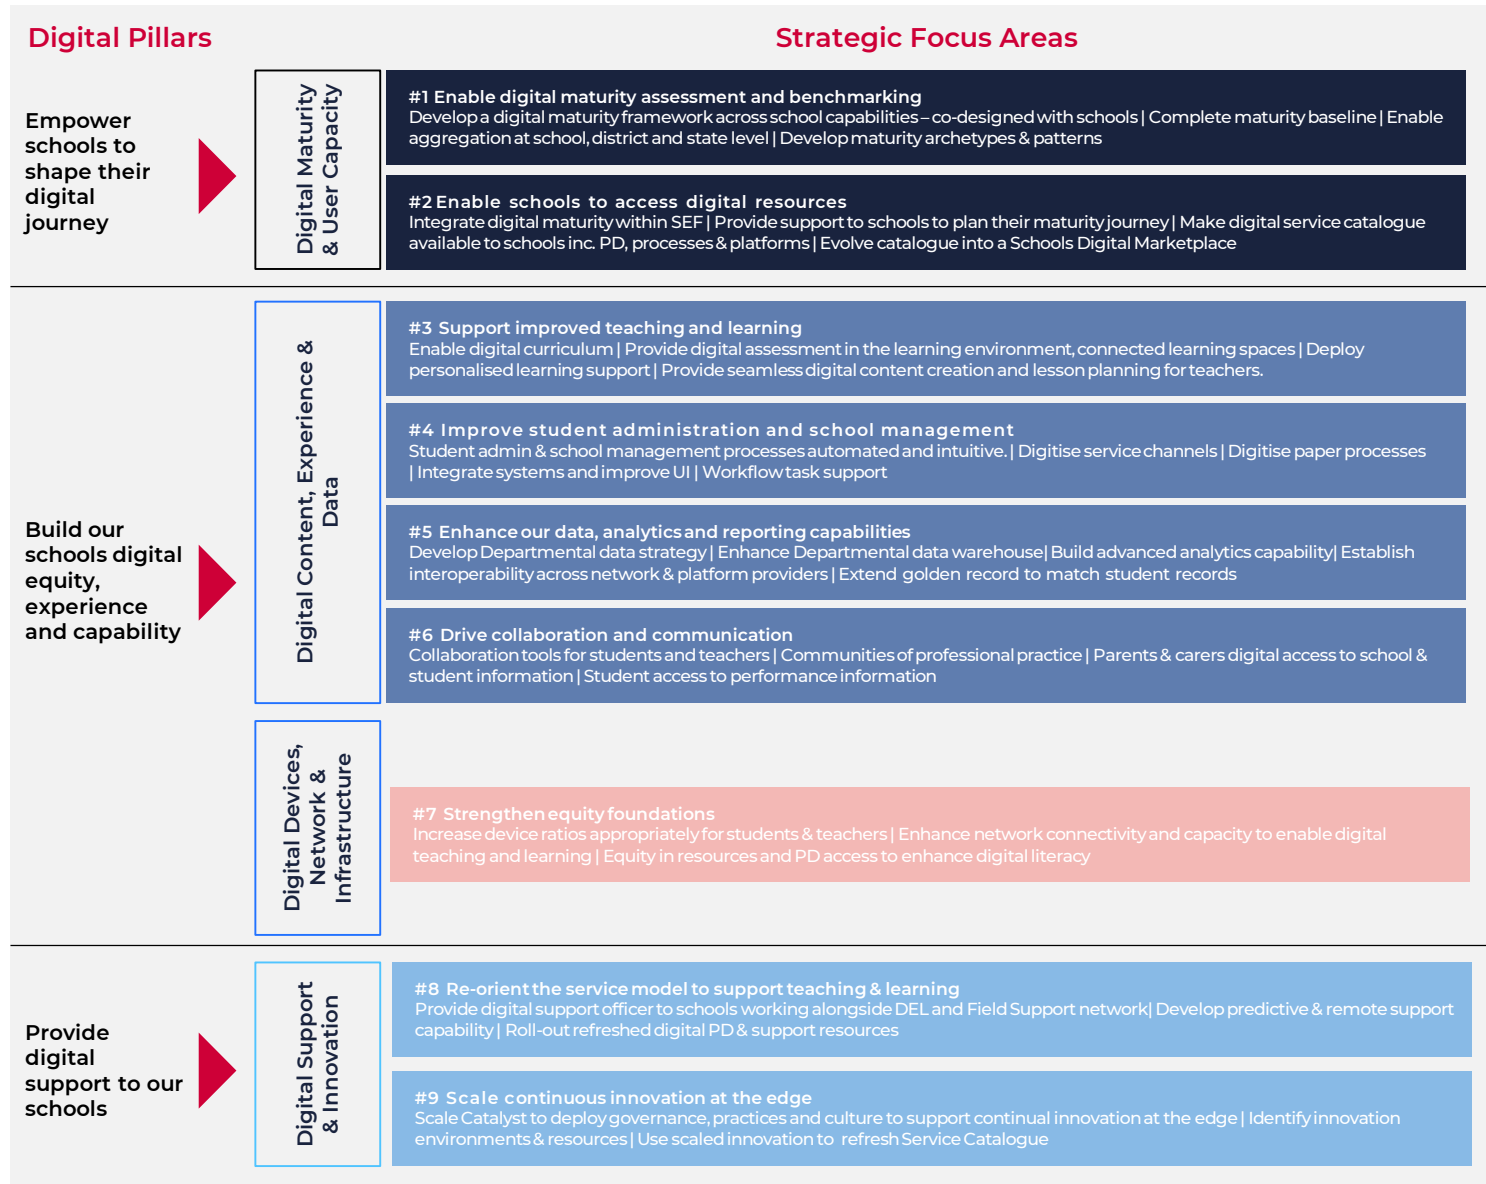 Digital Pillars
Strategic Focus Areas
Empower
schools to
shape their
digital
journey
Digital Maturity
& User Capacity
#1 Enable digital maturity assessment and benchmarking
Develop a digital maturity framework across school capabilities – co-designed with schools | Complete maturity baseline | Enable
aggregation at school, district and state level | Develop maturity archetypes & patterns
#2 Enable schools to access digital resources
Integrate digital maturity within SEF | Provide support to schools to plan their maturity journey | Make digital service catalogue
available to schools inc. PD, processes & platforms | Evolve catalogue into a Schools Digital Marketplace
Build our
schools digital
equity,
experience
and capability
Digital Content, Experience &
Data
#3 Support improved teaching and learning
Enable digital curriculum | Provide digital assessment in the learning environment, connected learning spaces | Deploy
personalised learning support | Provide seamless digital content creation and lesson planning for teachers.
#4 Improve student administration and school management
Student admin & school management processes automated and intuitive. | Digitise service channels | Digitise paper processes
| Integrate systems and improve UI | Workflow task support
#5 Enhance our data, analytics and reporting capabilities
Develop Departmental data strategy | Enhance Departmental data warehouse| Build advanced analytics capability| Establish
interoperability across network & platform providers | Extend golden record to match student records
#6 Drive collaboration and communication
Collaboration tools for students and teachers | Communities of professional practice | Parents & carers digital access to school &
student information | Student access to performance information
Digital Devices,
Network &
Infrastructure
#7 Strengthen equity foundations
Increase device ratios appropriately for students & teachers | Enhance network connectivity and capacity to enable digital
teaching and learning | Equity in resources and PD access to enhance digital literacy
Provide
digital
support to our
schools
Digital Support
& Innovation
#8 Re-orient the service model to support teaching & learning
Provide digital support officer to schools working alongside DEL and Field Support network| Develop predictive & remote support
capability | Roll-out refreshed digital PD & support resources
#9 Scale continuous innovation at the edge
Scale Catalyst to deploy governance, practices and culture to support continual innovation at the edge | Identify innovation
environments & resources | Use scaled innovation to refresh Service Catalogue